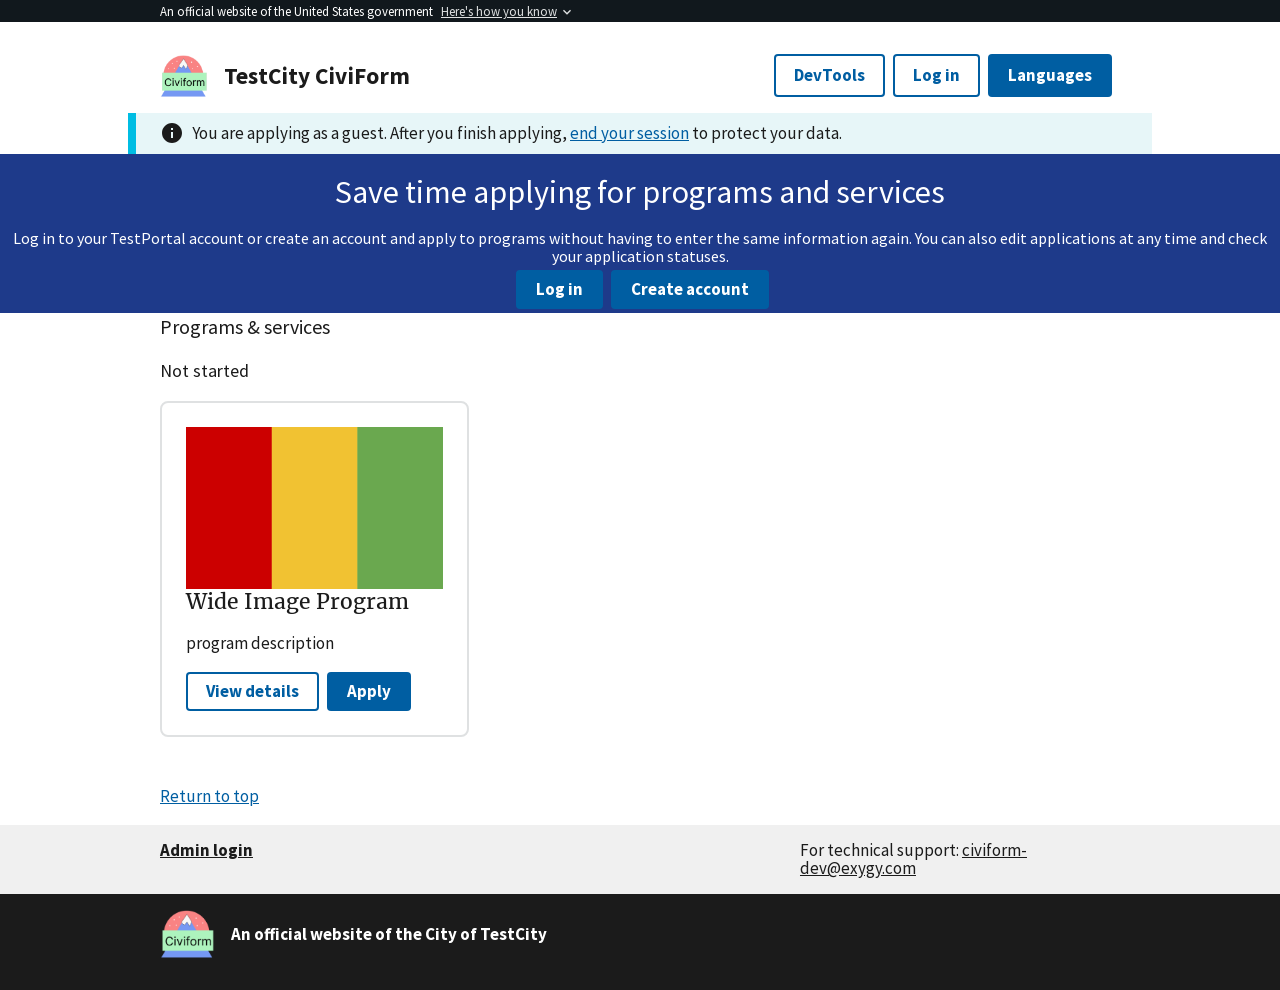 An official website of the United States government Here's how you know
Civiform
TestCity CiviForm
DevTools
Log in
Languages
You are applying as a guest. After you finish applying, end your session to protect your data.
Save time applying for programs and services
Log in to your TestPortal account or create an account and apply to programs without having to enter the same information again. You can also edit applications at any time and check
your application statuses.
Log in
Create account
Programs & services
Not started
Wide Image Program
program description
View details
Apply
Return to top
Admin login
For technical support: civiform-
dev@exygy.com
Civiform
An official website of the City of TestCity